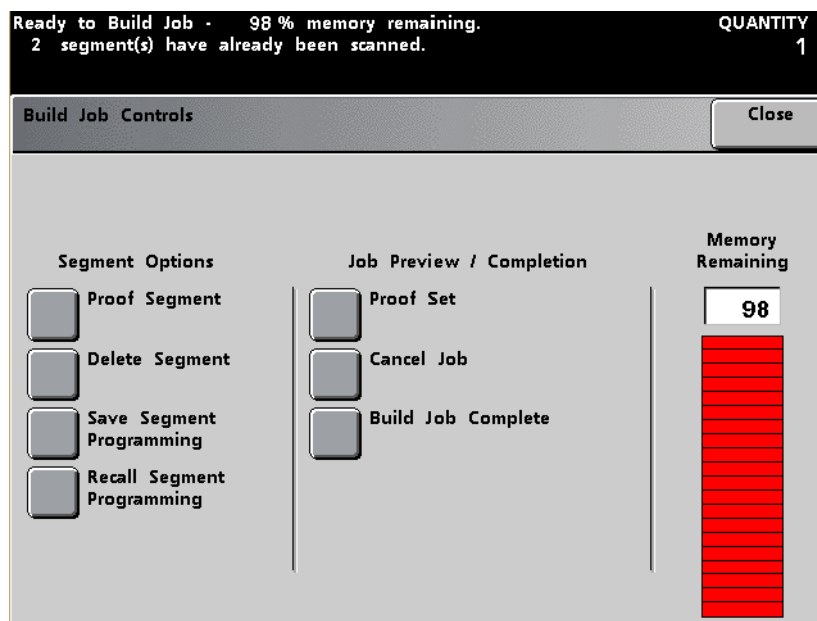 Ready to Build Job - 98 % memory remaining.
2 segment(s) have already been scanned.
QUANTITY
1
Build Job Controls
Close
Segment Options
Proof Segment
Delete Segment
Save Segment
Programming
Recall Segment
Programming
Job Preview / Completion
Proof Set
Cancel Job
Build Job Complete
Memory
Remaining
98